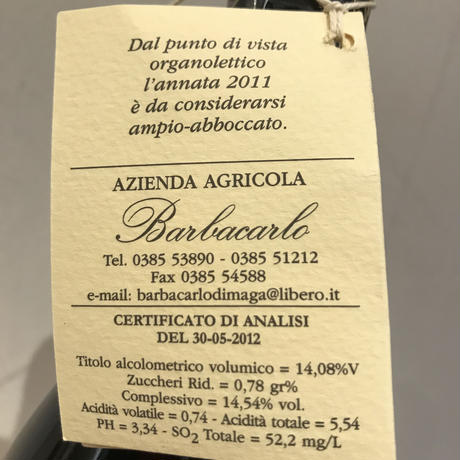 Dal punto di vista
organolettico
l'annata 2011
è da considerarsi
ampio-abboccato.
AZIENDA AGRICOLA
Barbacarlo
Tel. 0385 53890 - 0385 51212
Fax 0385 54588
e-mail: barbacarlodimaga@libero.it
CERTIFICATO DI ANALISI
DEL 30-05-2012
Titolo alcolometrico volumico = 14,08%V
Zuccheri Rid. = 0,78 gr%
Complessivo = 14,54% vol.
Acidità volatile = 0,74 - Acidità totale = 5,54
PH = 3,34 - SO2 Totale = 52,2 mg/L